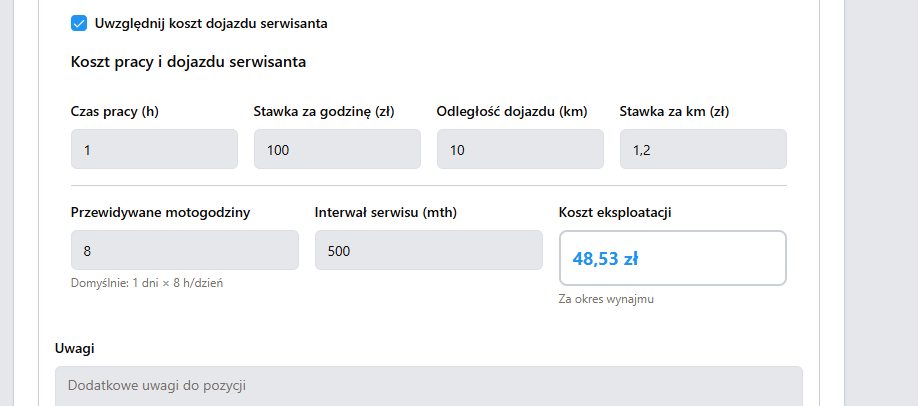 Uwzględnij koszt dojazdu serwisanta
Koszt pracy i dojazdu serwisanta
Czas pracy (h) Stawka za godzinę (zł) Odległość dojazdu (km) Stawka za km (zł)
1 100 10 1,2
Przewidywane motogodziny Interwał serwisu (mth) Koszt eksploatacji
8 500 48,53 zł
Domyślnie: 1 dni × 8 h/dzień Za okres wynajmu
Uwagi
Dodatkowe uwagi do pozycji